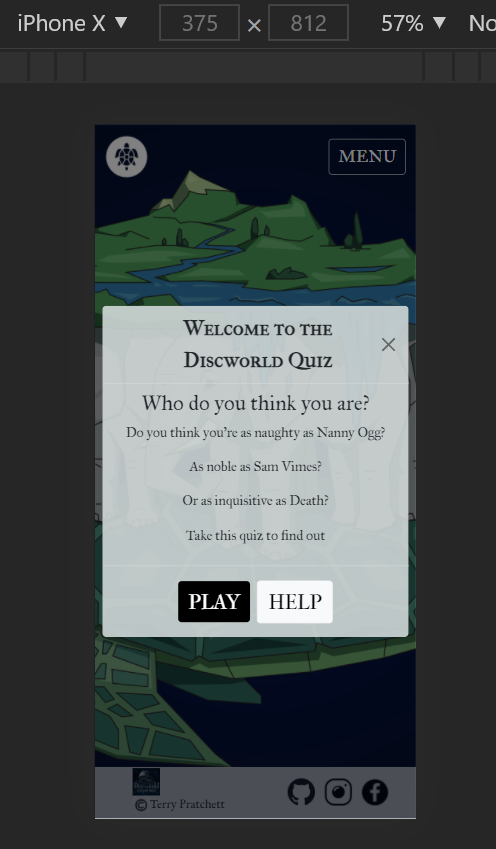 iPhone X ▼ 375 × 812 57% ▼ No
MENU
Welcome to the
Discworld Quiz
×
Who do you think you are?
Do you think you're as naughty as Nanny Ogg?
As noble as Sam Vimes?
Or as inquisitive as Death?
Take this quiz to find out
PLAY HELP
© Terry Pratchett